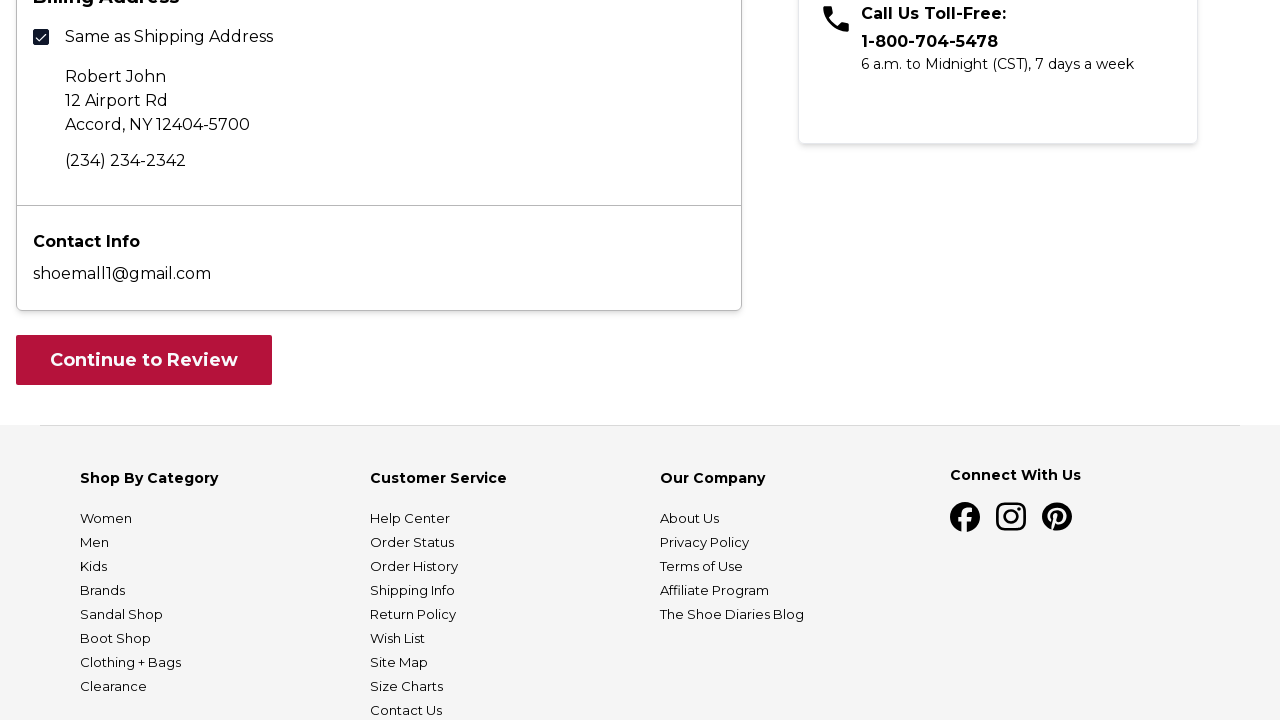 Billing Address
Same as Shipping Address
Robert John
12 Airport Rd
Accord, NY 12404-5700
(234) 234-2342
Contact Info
shoemall1@gmail.com
Continue to Review
Call Us Toll-Free:
1-800-704-5478
6 a.m. to Midnight (CST), 7 days a week
Shop By Category
Women
Men
Kids
Brands
Sandal Shop
Boot Shop
Clothing + Bags
Clearance
Customer Service
Help Center
Order Status
Order History
Shipping Info
Return Policy
Wish List
Site Map
Size Charts
Contact Us
Our Company
About Us
Privacy Policy
Terms of Use
Affiliate Program
The Shoe Diaries Blog
Connect With Us